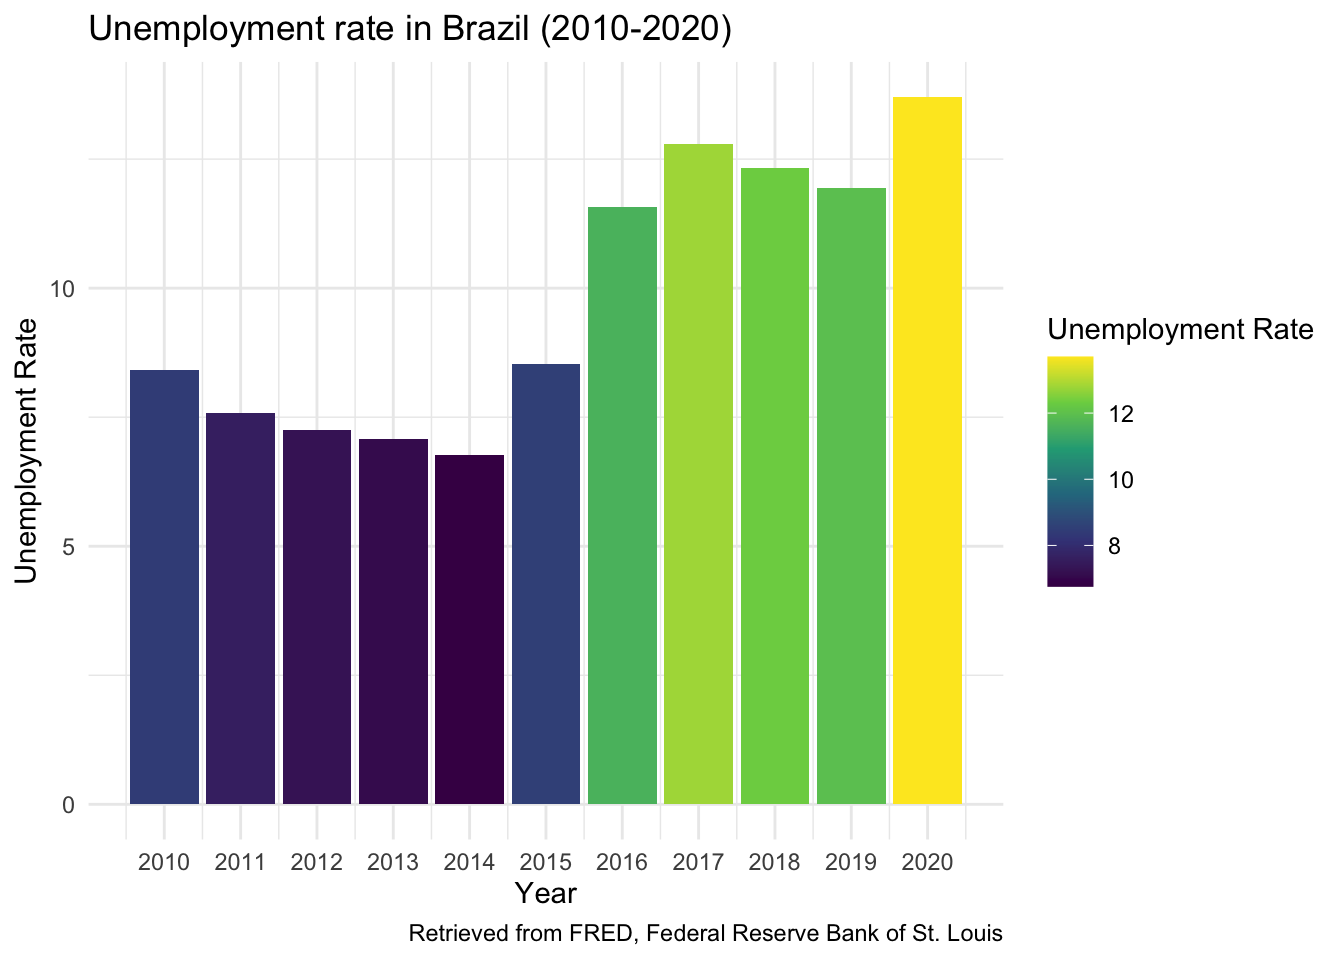 Unemployment rate in Brazil (2010-2020)
Unemployment Rate
10
5
0
2010 2011 2012 2013 2014 2015 2016 2017 2018 2019 2020
Year
Retrieved from FRED, Federal Reserve Bank of St. Louis
Unemployment Rate
12
10
8